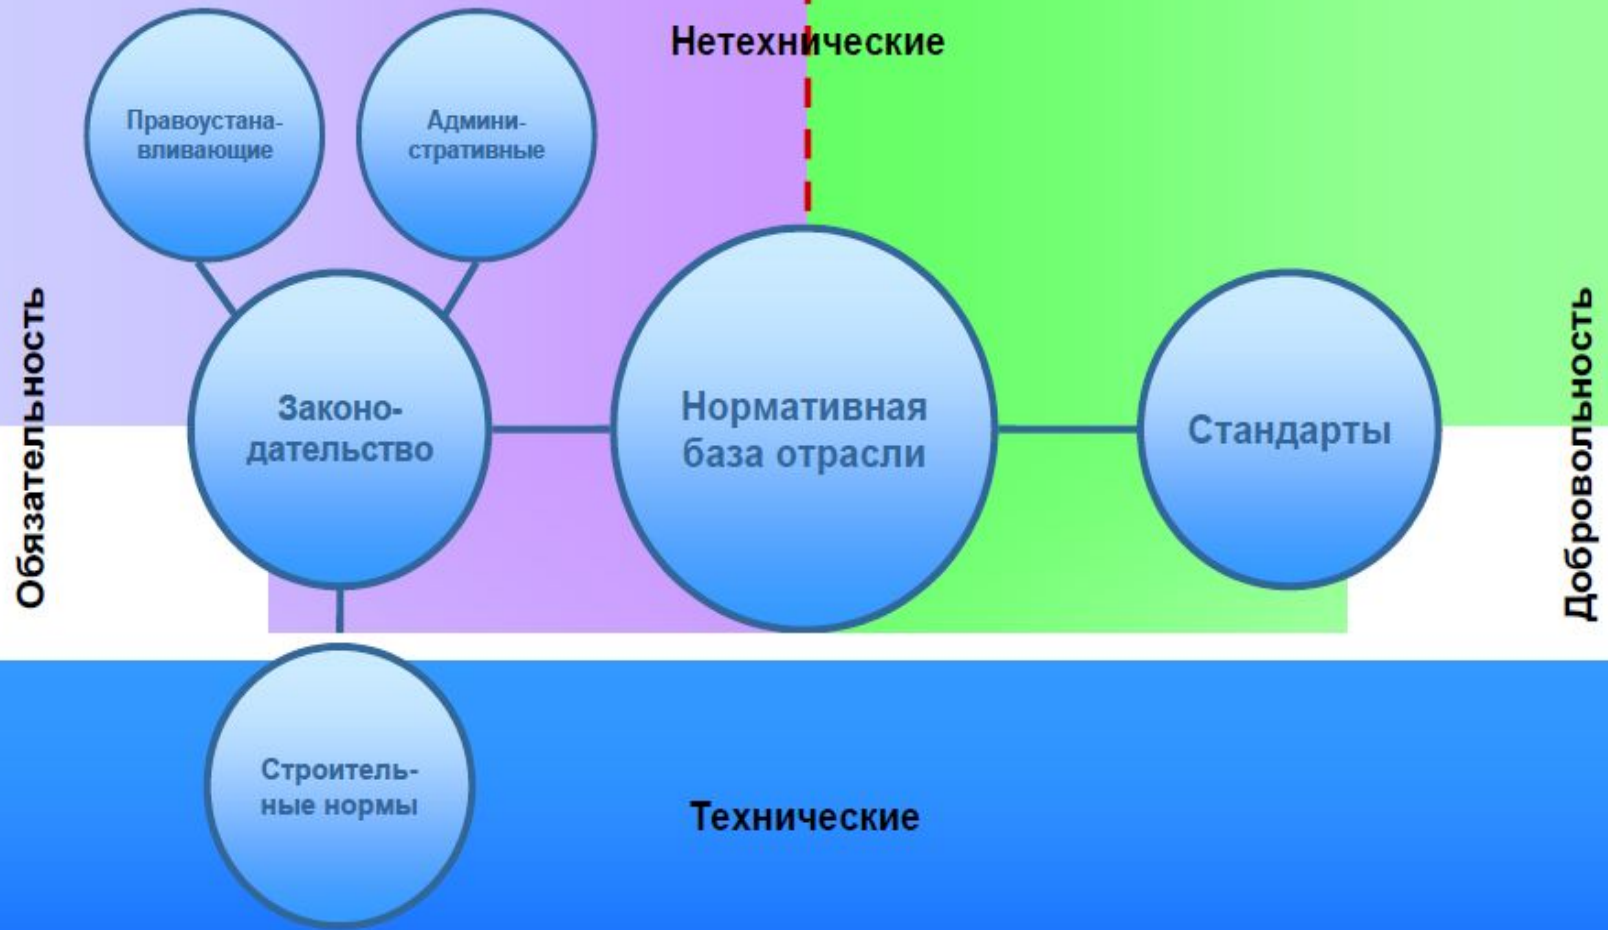 Нетехнические
Правоустана-
вливающие
Админи-
стративные
Обязательность
Законо-
дательство
Нормативная
база отрасли
Стандарты
Добровольность
Строитель-
ные нормы
Технические